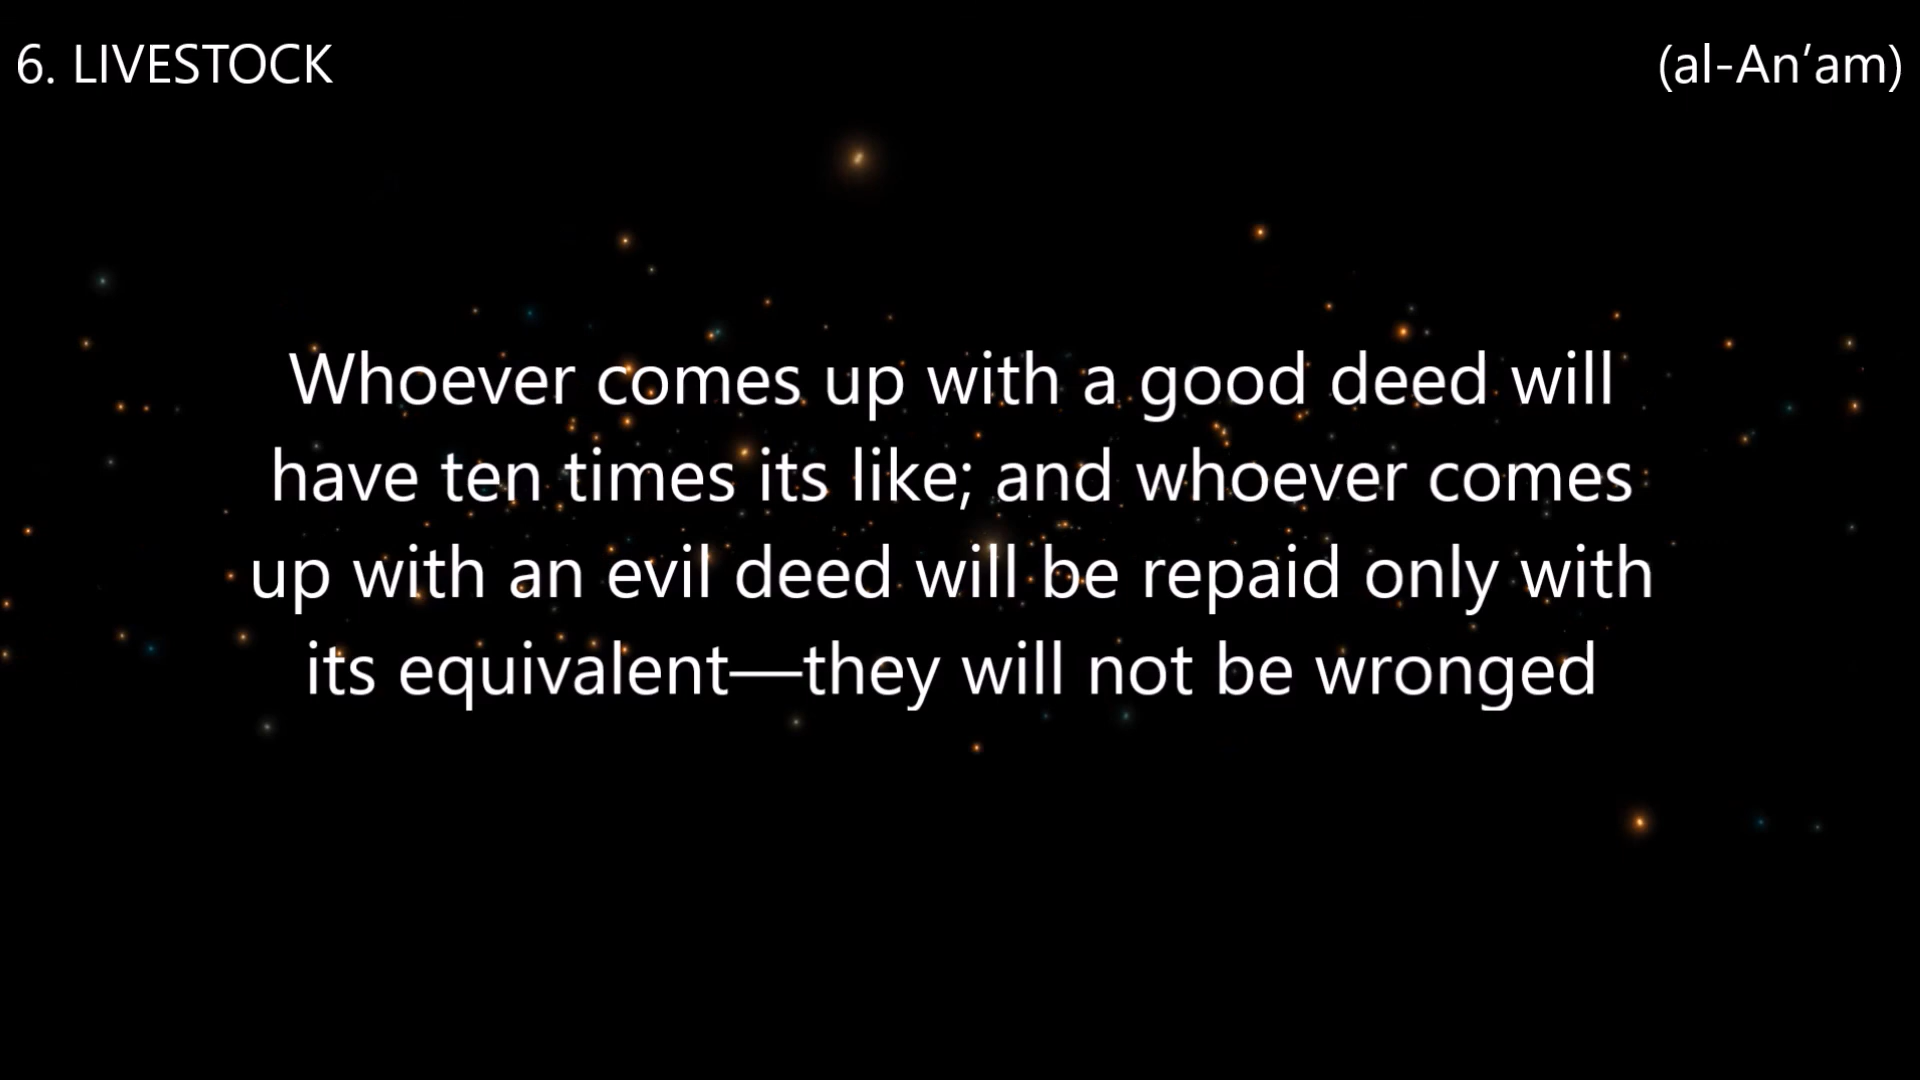 6. LIVESTOCK
(al-An’am)
Whoever comes up with a good deed will
have ten times its like; and whoever comes
up with an evil deed will be repaid only with
its equivalent—they will not be wronged